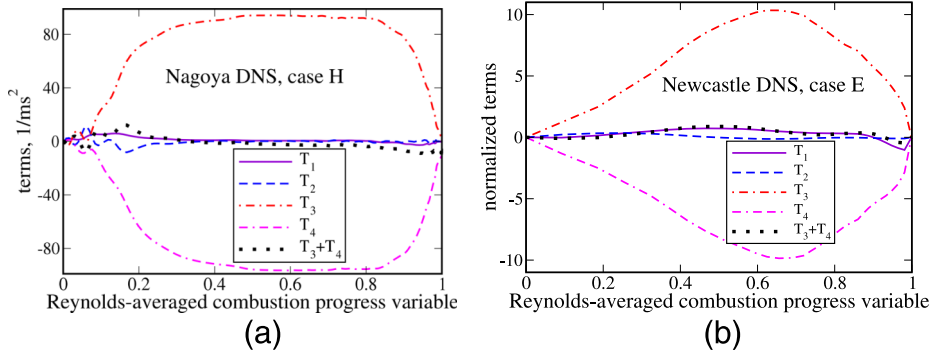 80
40
0
-40
-80
terms, 1/ms²
Nagoya DNS, case H
T₁
T₂
T₃
T₄
T₃+T₄
0 0.2 0.4 0.6 0.8 1
Reynolds-averaged combustion progress variable
(a)
10
5
0
-5
-10
normalized terms
Newcastle DNS, case E
T₁
T₂
T₃
T₄
T₃+T₄
0 0.2 0.4 0.6 0.8 1
Reynolds-averaged combustion progress variable
(b)